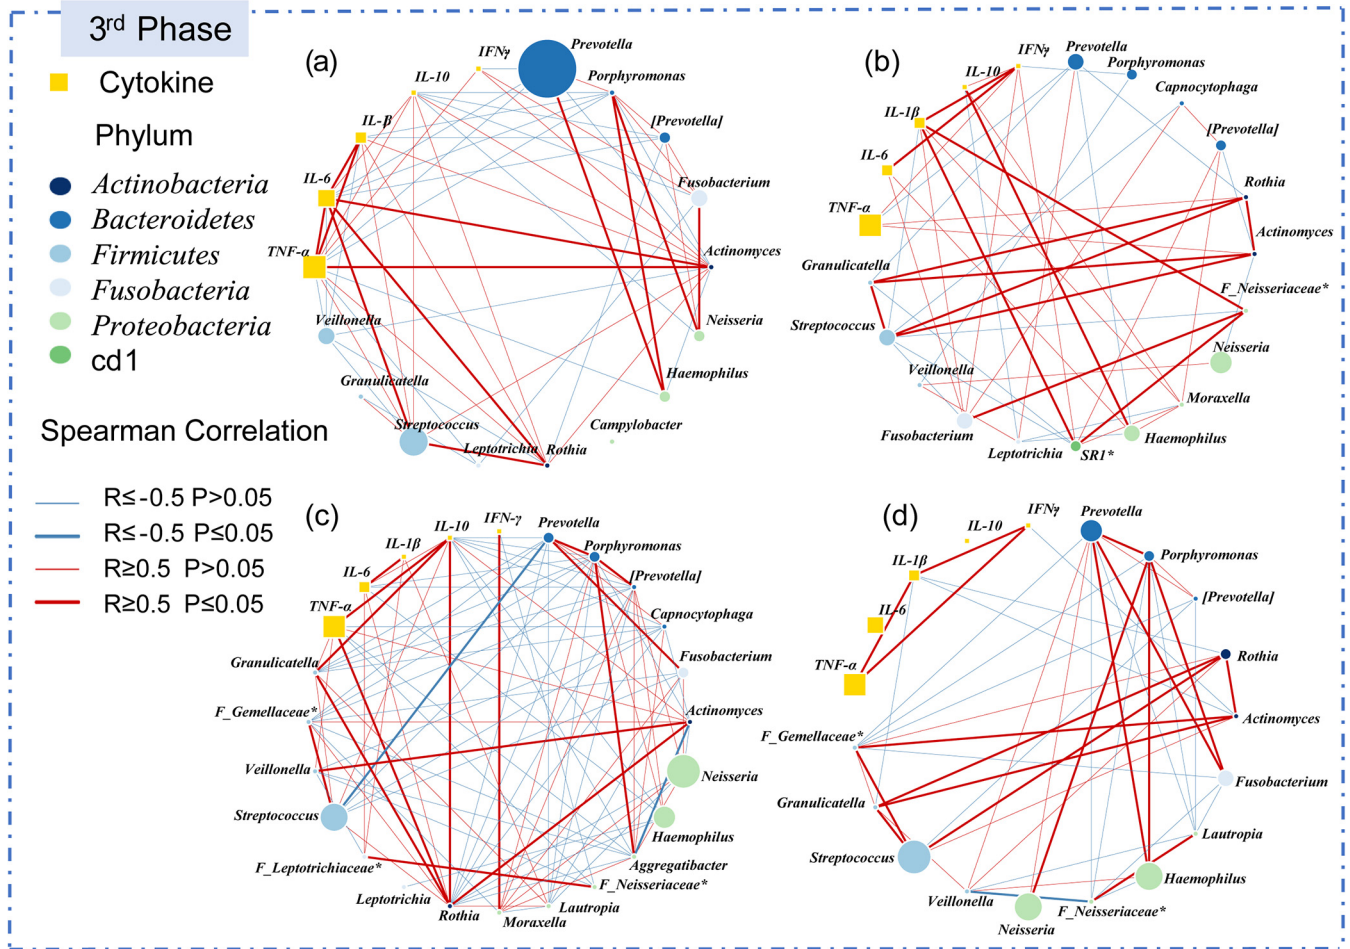 3rd Phase
Cytokine
Phylum
Actinobacteria
Bacteroidetes
Firmicutes
Fusobacteria
Proteobacteria
cd1
Spearman Correlation
R≤-0.5 P>0.05
R≤-0.5 P≤0.05
R≥0.5 P>0.05
R≥0.5 P≤0.05
(a)
IFNγ
Prevotella
IL-10
Porphyromonas
IL-β
[Prevotella]
IL-6
Fusobacterium
TNF-α
Actinomyces
Veillonella
Neisseria
Granulicatella
Haemophilus
Streptococcus
Campylobacter
Leptotrichia
Rothia
(b)
IFNγ
Prevotella
IL-10
Porphyromonas
Capnocytophaga
IL-1β
[Prevotella]
IL-6
Rothia
TNF-α
Actinomyces
Granulicatella
F_Neisseriaceae*
Streptococcus
Neisseria
Veillonella
Moraxella
Fusobacterium
Haemophilus
Leptotrichia
SR1*
(c)
IFN-γ
Prevotella
IL-10
Porphyromonas
IL-1β
[Prevotella]
IL-6
Capnocytophaga
TNF-α
Fusobacterium
Granulicatella
Actinomyces
F_Gemellaceae*
Neisseria
Veillonella
Haemophilus
Streptococcus
Aggregatibacter
F_Leptotrichiaceae*
F_Neisseriaceae*
Leptotrichia
Lautropia
Rothia
Moraxella
(d)
IFNγ
Prevotella
IL-10
Porphyromonas
IL-1β
[Prevotella]
IL-6
Rothia
TNF-α
Actinomyces
F_Gemellaceae*
Fusobacterium
Granulicatella
Lautropia
Streptococcus
Haemophilus
Veillonella
F_Neisseriaceae*
Neisseria